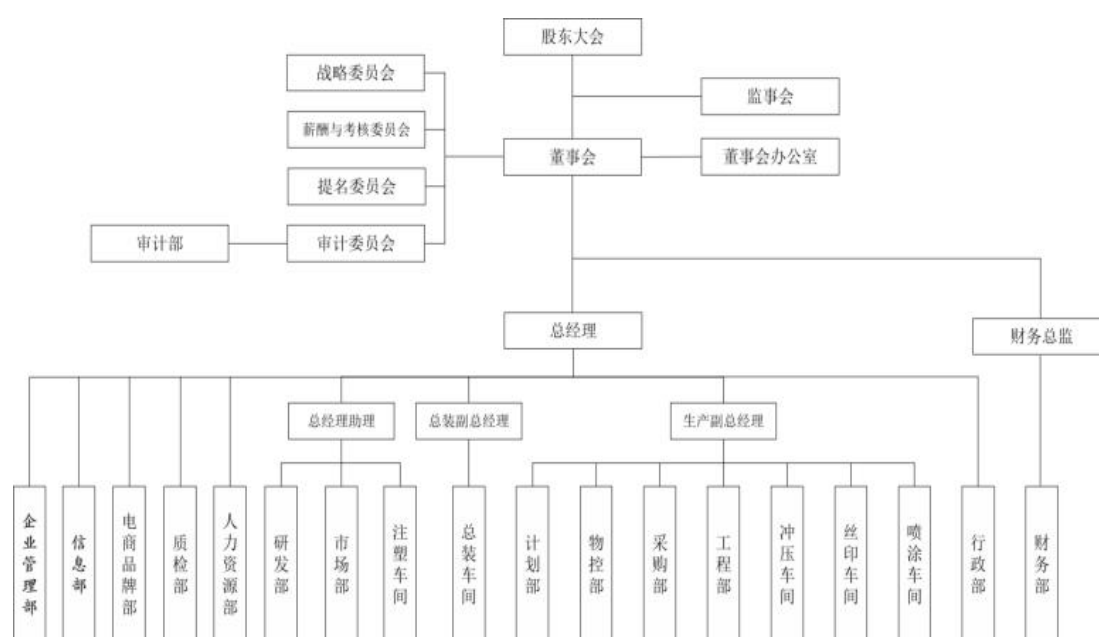 股东大会
战略委员会
监事会
薪酬与考核委员会
董事会
董事会办公室
提名委员会
审计部
审计委员会
总经理
财务总监
总经理助理
总装副总经理
生产副总经理
企业管理部
信息部
电商品牌部
质检部
人力资源部
研发部
市场部
注塑车间
总装车间
计划部
物控部
采购部
工程部
冲压车间
丝印车间
喷涂车间
行政部
财务部